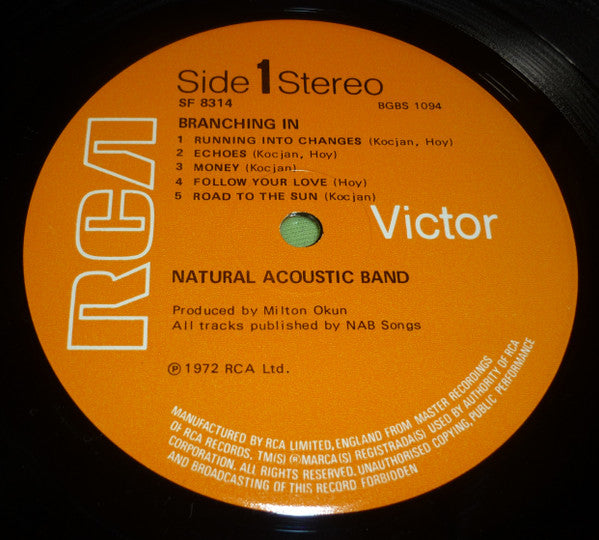 Side 1 Stereo
SF 8314 BGBS 1094
BRANCHING IN
1 RUNNING INTO CHANGES (Kocjan, Hoy)
2 ECHOES (Kocjan, Hoy)
3 MONEY (Kocjan)
4 FOLLOW YOUR LOVE (Hoy)
5 ROAD TO THE SUN (Kocjan)
RCA
Victor
NATURAL ACOUSTIC BAND
Produced by Milton Okun
All tracks published by NAB Songs
℗ 1972 RCA Ltd.
MANUFACTURED BY RCA LIMITED, ENGLAND FROM MASTER RECORDINGS
OF RCA RECORDS. TM(S) ® MARCA(S) REGISTRADA(S) USED BY AUTHORITY OF RCA
CORPORATION. ALL RIGHTS RESERVED. UNAUTHORISED COPYING, PUBLIC PERFORMANCE
AND BROADCASTING OF THIS RECORD FORBIDDEN